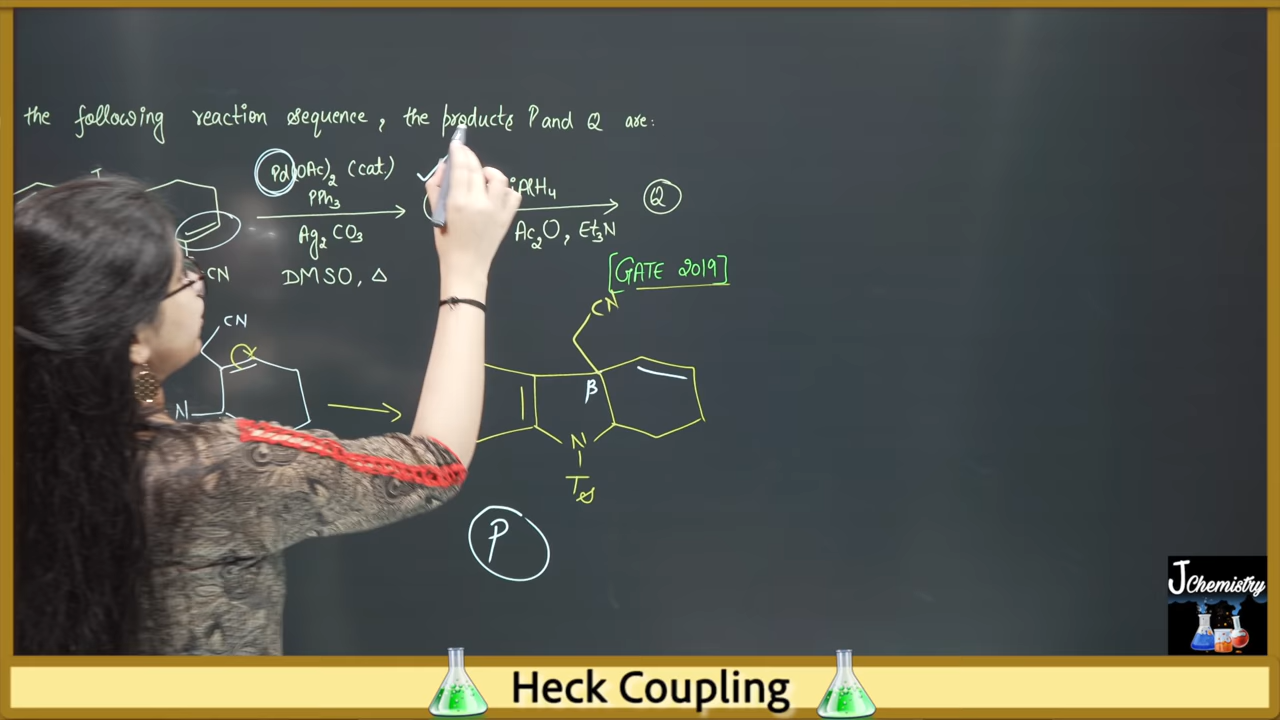 the following reaction sequence, the products P and Q are:
Pd(OAc)2 (cat.)
PPh3
Ag2CO3
DMSO, Δ
Ac2O, Et3N
Q
CN
[GATE 2019]
CN
N
CN
β
N
Ts
P
J Chemistry
Heck Coupling